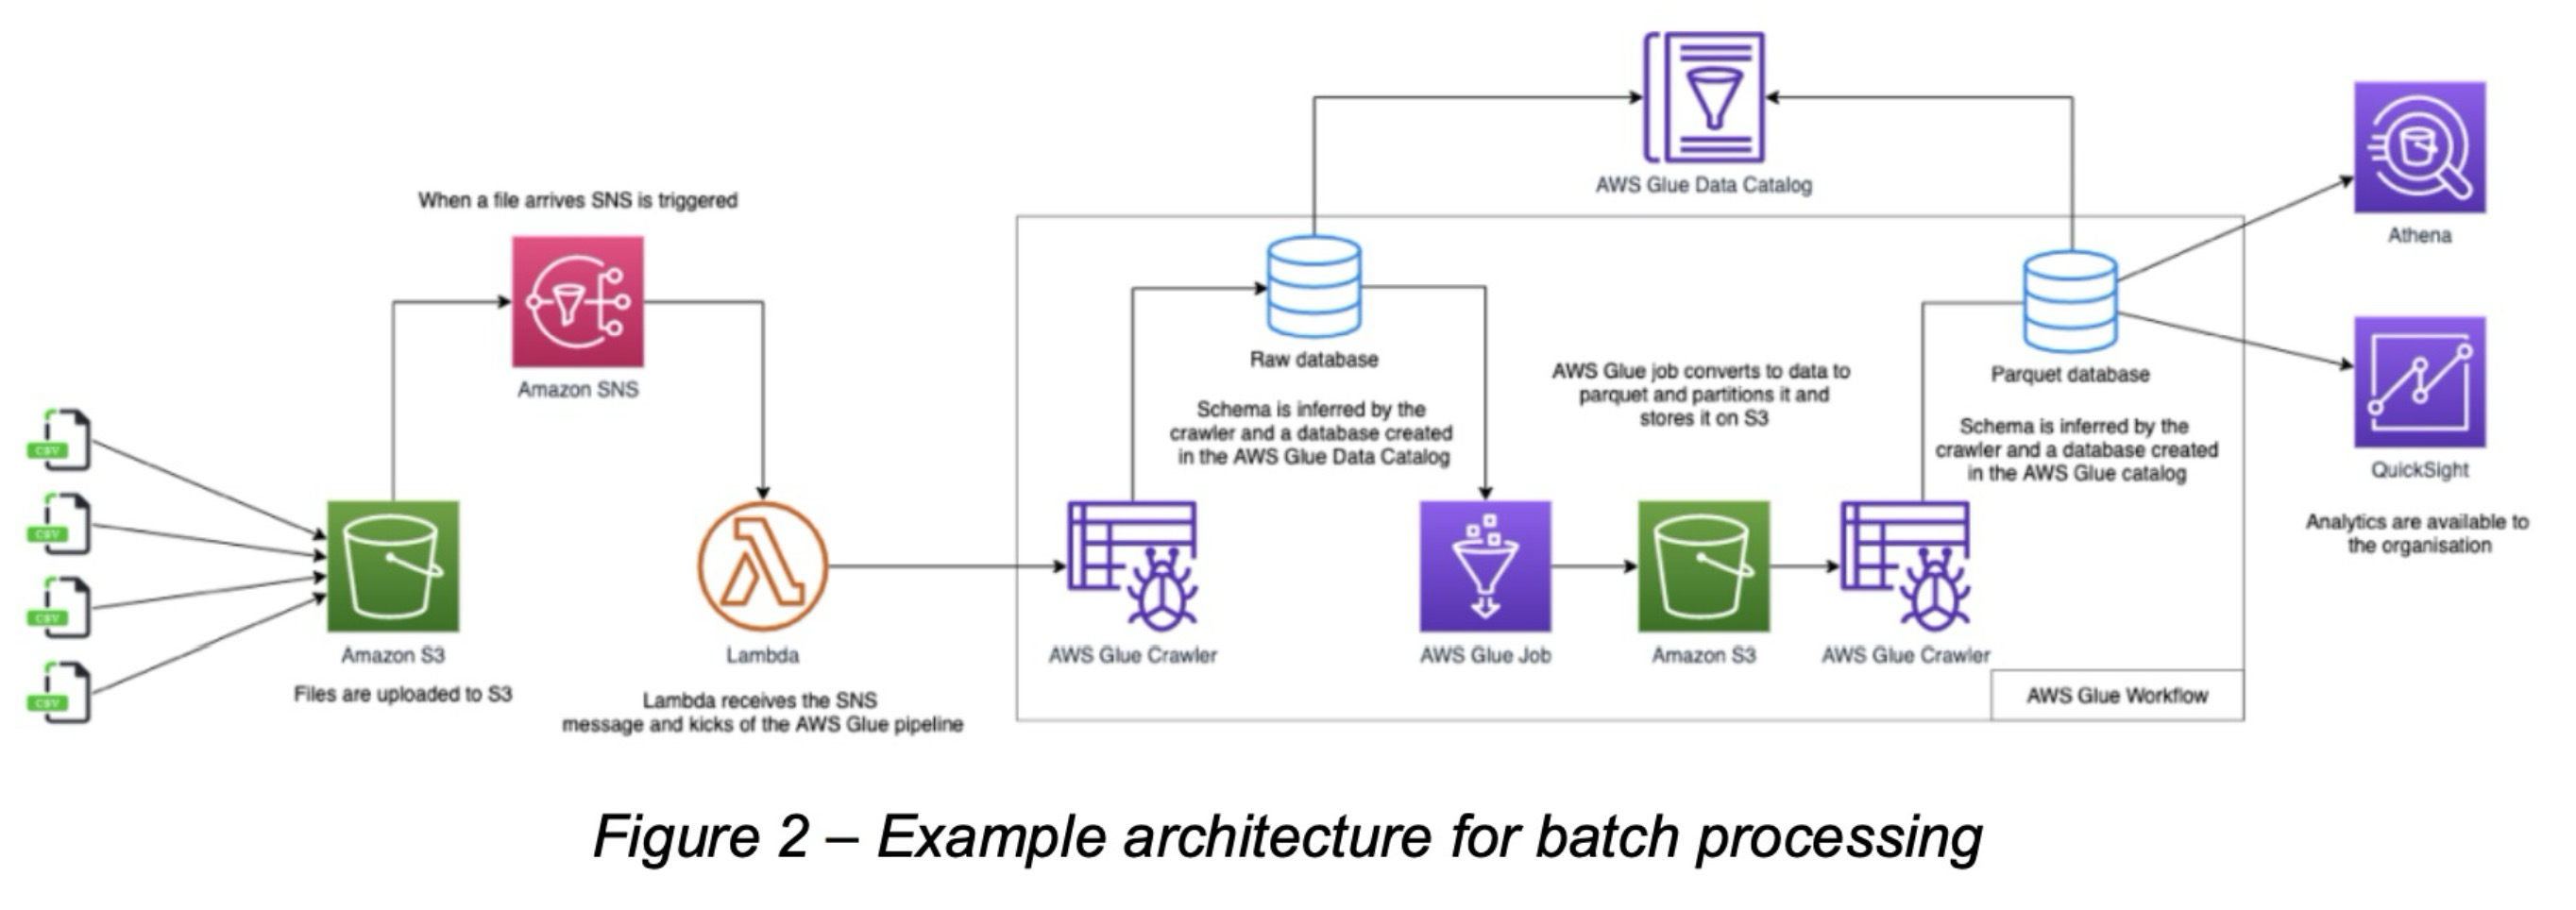 AWS Glue Data Catalog
Athena
When a file arrives SNS is triggered
Amazon SNS
CSV
CSV
CSV
CSV
Amazon S3
Files are uploaded to S3
Lambda
Lambda receives the SNS
message and kicks of the AWS Glue pipeline
AWS Glue Crawler
Raw database
Schema is inferred by the
crawler and a database created
in the AWS Glue Data Catalog
AWS Glue job converts to data to
parquet and partitions it and
stores it on S3
AWS Glue Job
Amazon S3
AWS Glue Crawler
Parquet database
Schema is inferred by the
crawler and a database created
in the AWS Glue catalog
AWS Glue Workflow
QuickSight
Analytics are available to
the organisation
Figure 2 – Example architecture for batch processing